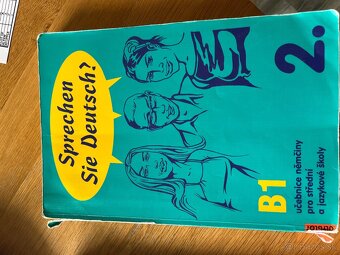 Sprechen
Sie Deutsch?
2.
B1
učebnice němčiny
pro střední
a jazykové školy